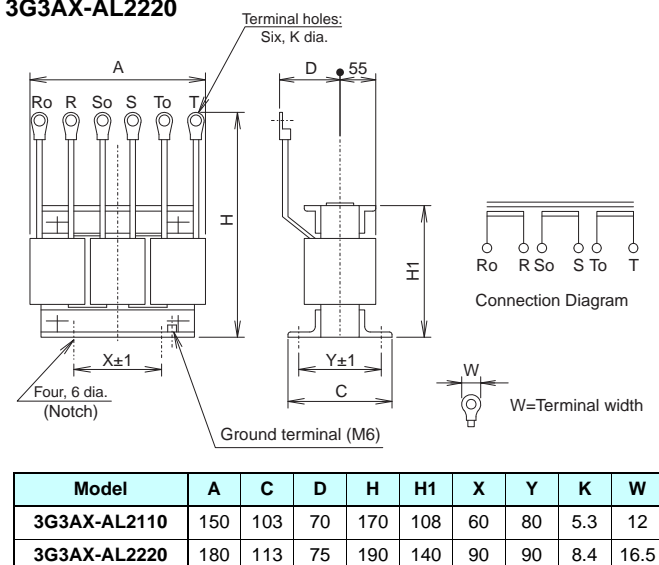 3G3AX-AL2220
Terminal holes:
Six, K dia.
A
D
55
Ro R So S To T
H
H1
Ro R So S To T
Connection Diagram
X±1
Y±1
W
C
Four, 6 dia.
(Notch)
W=Terminal width
Ground terminal (M6)
Model A C D H H1 X Y K W
3G3AX-AL2110 150 103 70 170 108 60 80 5.3 12
3G3AX-AL2220 180 113 75 190 140 90 90 8.4 16.5